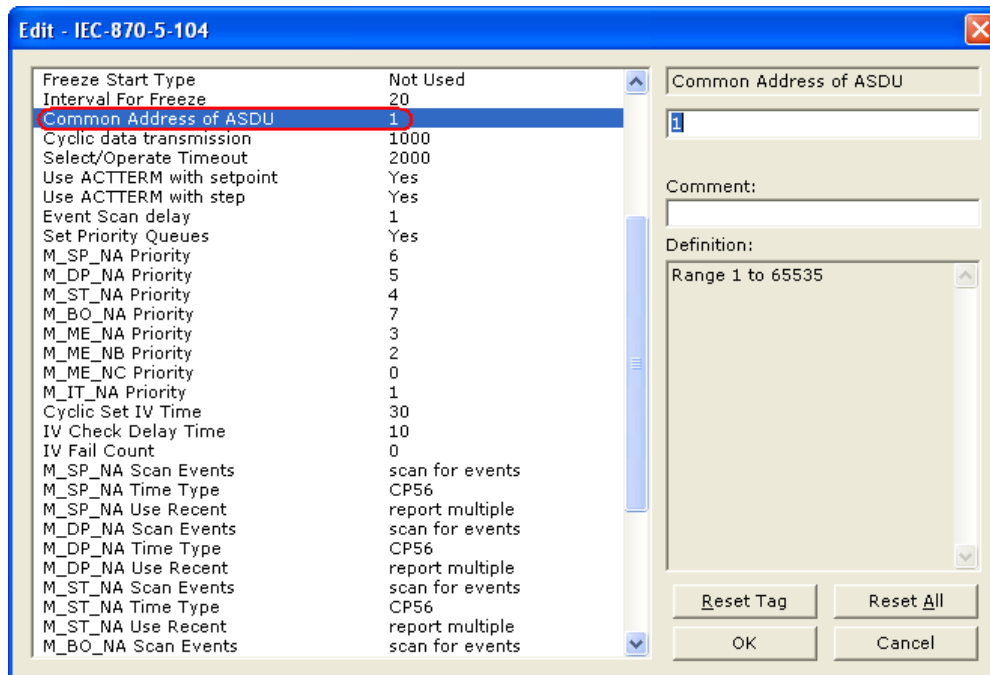 Edit - IEC-870-5-104
Freeze Start Type Not Used
Interval For Freeze 20
Common Address of ASDU 1
Cyclic data transmission 1000
Select/Operate Timeout 2000
Use ACTTERM with setpoint Yes
Use ACTTERM with step Yes
Event Scan delay 1
Set Priority Queues Yes
M_SP_NA Priority 6
M_DP_NA Priority 5
M_ST_NA Priority 4
M_BO_NA Priority 7
M_ME_NA Priority 3
M_ME_NB Priority 2
M_ME_NC Priority 0
M_IT_NA Priority 1
Cyclic Set IV Time 30
IV Check Delay Time 10
IV Fail Count 0
M_SP_NA Scan Events scan for events
M_SP_NA Time Type CP56
M_SP_NA Use Recent report multiple
M_DP_NA Scan Events scan for events
M_DP_NA Time Type CP56
M_DP_NA Use Recent report multiple
M_ST_NA Scan Events scan for events
M_ST_NA Time Type CP56
M_ST_NA Use Recent report multiple
M_BO_NA Scan Events scan for events
Common Address of ASDU
1
Comment:
Definition:
Range 1 to 65535
Reset Tag Reset All
OK Cancel